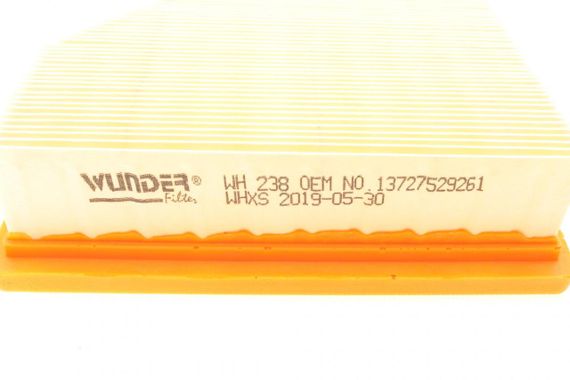 WUNDER®
Filter
WH 238 OEM NO.13727529261
WHXS 2019-05-30